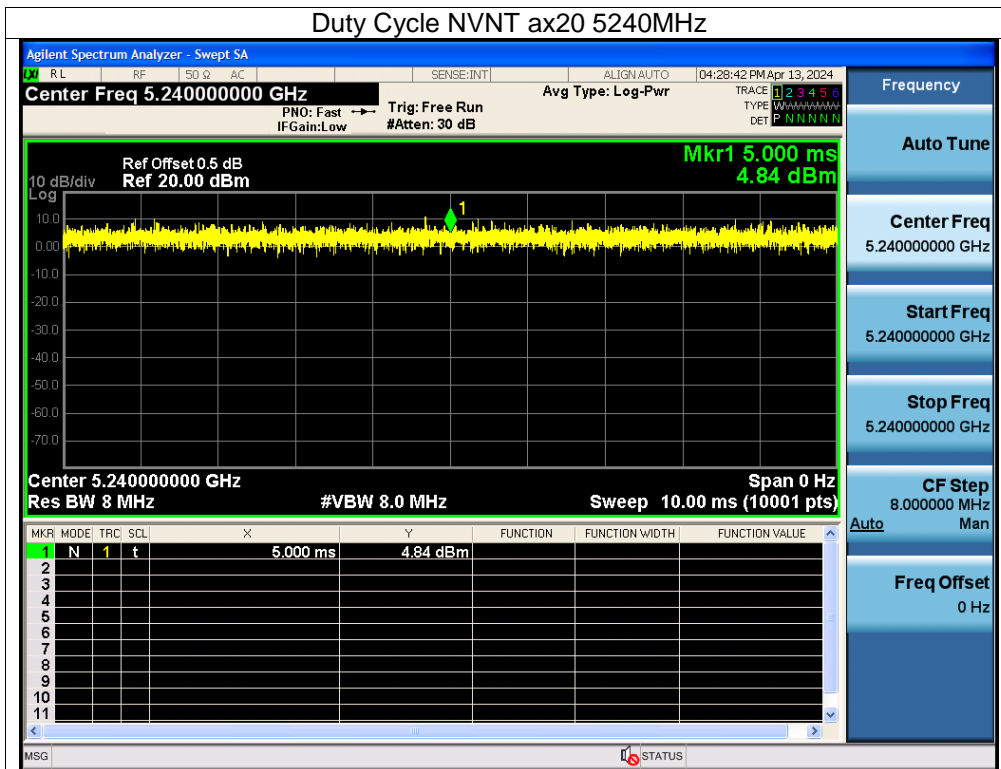 Duty Cycle NVNT ax20 5240MHz
Agilent Spectrum Analyzer - Swept SA
LXI RL RF 50 Ω AC SENSE:INT ALIGN AUTO 04:28:42 PM Apr 13, 2024
Center Freq 5.240000000 GHz
PNO: Fast
IFGain:Low
Trig: Free Run
#Atten: 30 dB
Avg Type: Log-Pwr
TRACE 1 2 3 4 5 6
TYPE WWWWWW
DET P N N N N N
Mkr1 5.000 ms
4.84 dBm
Ref Offset 0.5 dB
Ref 20.00 dBm
10 dB/div
Log
1
10.0
0.00
-10.0
-20.0
-30.0
-40.0
-50.0
-60.0
-70.0
Center 5.240000000 GHz Span 0 Hz
Res BW 8 MHz #VBW 8.0 MHz Sweep 10.00 ms (10001 pts)
MKR MODE TRC SCL X Y FUNCTION FUNCTION WIDTH FUNCTION VALUE
1 N 1 t 5.000 ms 4.84 dBm
2
3
4
5
6
7
8
9
10
11
MSG STATUS
Frequency
Auto Tune
Center Freq
5.240000000 GHz
Start Freq
5.240000000 GHz
Stop Freq
5.240000000 GHz
CF Step
8.000000 MHz
Auto Man
Freq Offset
0 Hz